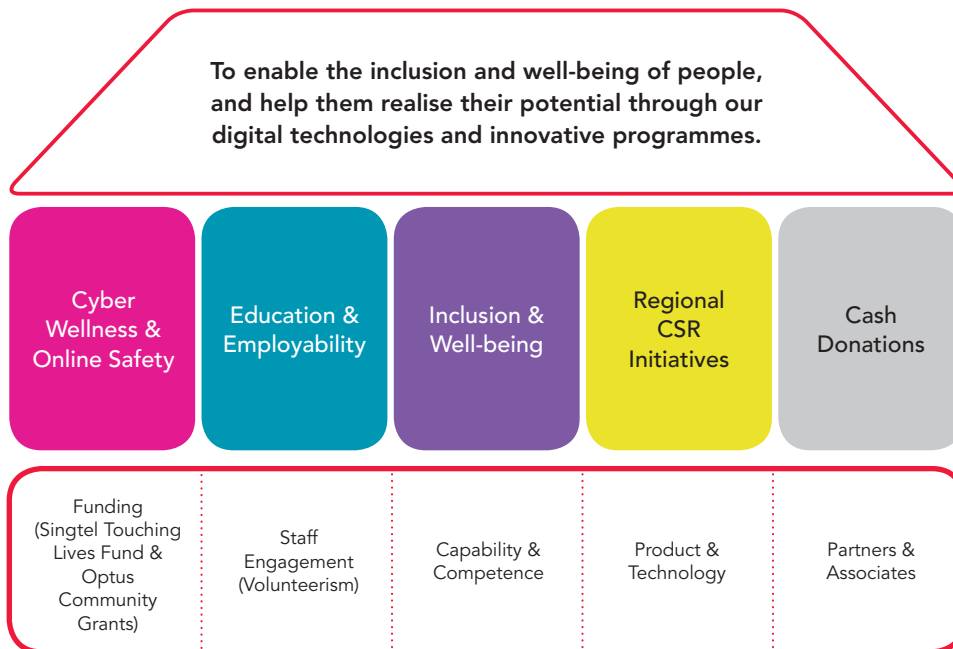 To enable the inclusion and well-being of people,
and help them realise their potential through our
digital technologies and innovative programmes.
Cyber
Wellness &
Online Safety
Education &
Employability
Inclusion &
Well-being
Regional
CSR
Initiatives
Cash
Donations
Funding
(Singtel Touching
Lives Fund &
Optus
Community
Grants)
Staff
Engagement
(Volunteerism)
Capability &
Competence
Product &
Technology
Partners &
Associates